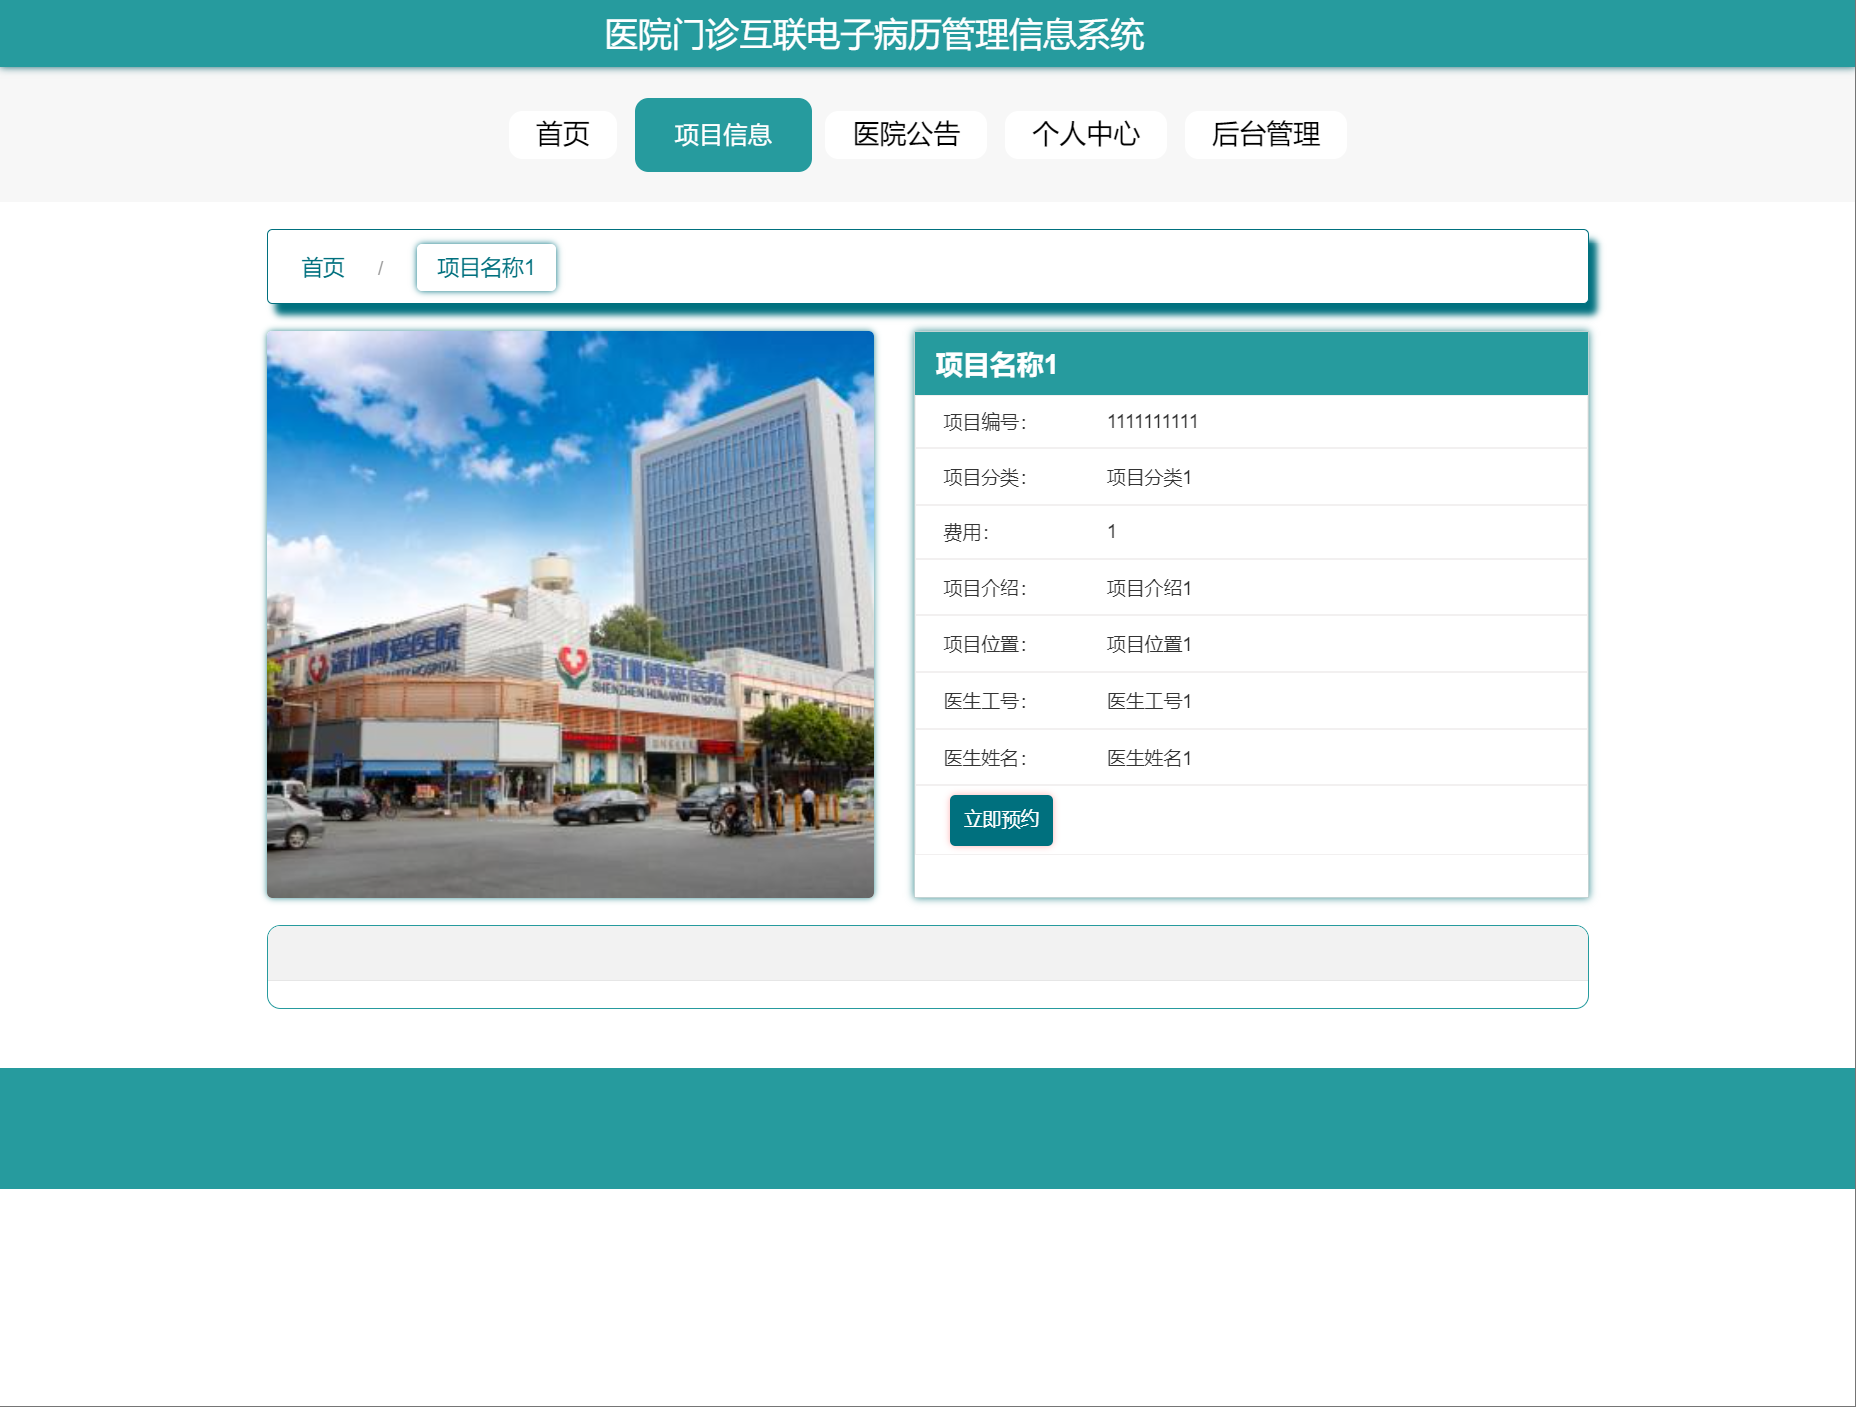 医院门诊互联电子病历管理信息系统
首页
项目信息
医院公告
个人中心
后台管理
首页 / 项目名称1
深圳博爱医院
深圳博爱医院
SHENZHEN HUMANITY HOSPITAL
项目名称1
项目编号： 1111111111
项目分类： 项目分类1
费用： 1
项目介绍： 项目介绍1
项目位置： 项目位置1
医生工号： 医生工号1
医生姓名： 医生姓名1
立即预约